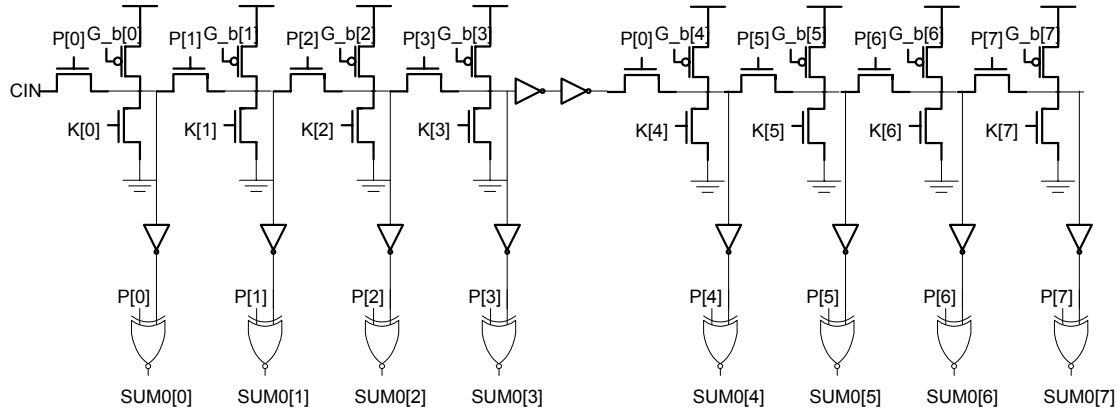 P[0] G_b[0] P[1] G_b[1] P[2] G_b[2] P[3] G_b[3] P[0] G_b[4] P[5] G_b[5] P[6] G_b[6] P[7] G_b[7]
CIN
K[0] K[1] K[2] K[3] K[4] K[5] K[6] K[7]
P[0] P[1] P[2] P[3] P[4] P[5] P[6] P[7]
SUM0[0] SUM0[1] SUM0[2] SUM0[3] SUM0[4] SUM0[5] SUM0[6] SUM0[7]